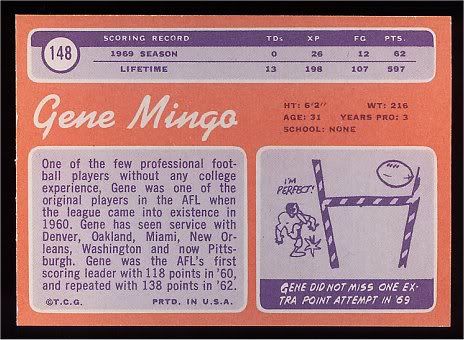 148
SCORING RECORD TDs XP FG PTS.
1969 SEASON 0 26 12 62
LIFETIME 13 198 107 597
Gene Mingo
HT: 6'2" WT: 216
AGE: 31 YEARS PRO: 3
SCHOOL: NONE
One of the few professional foot-
ball players without any college
experience, Gene was one of the
original players in the AFL when
the league came into existence in
1960. Gene has seen service with
Denver, Oakland, Miami, New Or-
leans, Washington and now Pitts-
burgh. Gene was the AFL's first
scoring leader with 118 points in '60,
and repeated with 138 points in '62.
©T.C.G. PRTD. IN U.S.A.
I'M
PERFECT!
GENE DID NOT MISS ONE EX-
TRA POINT ATTEMPT IN '69